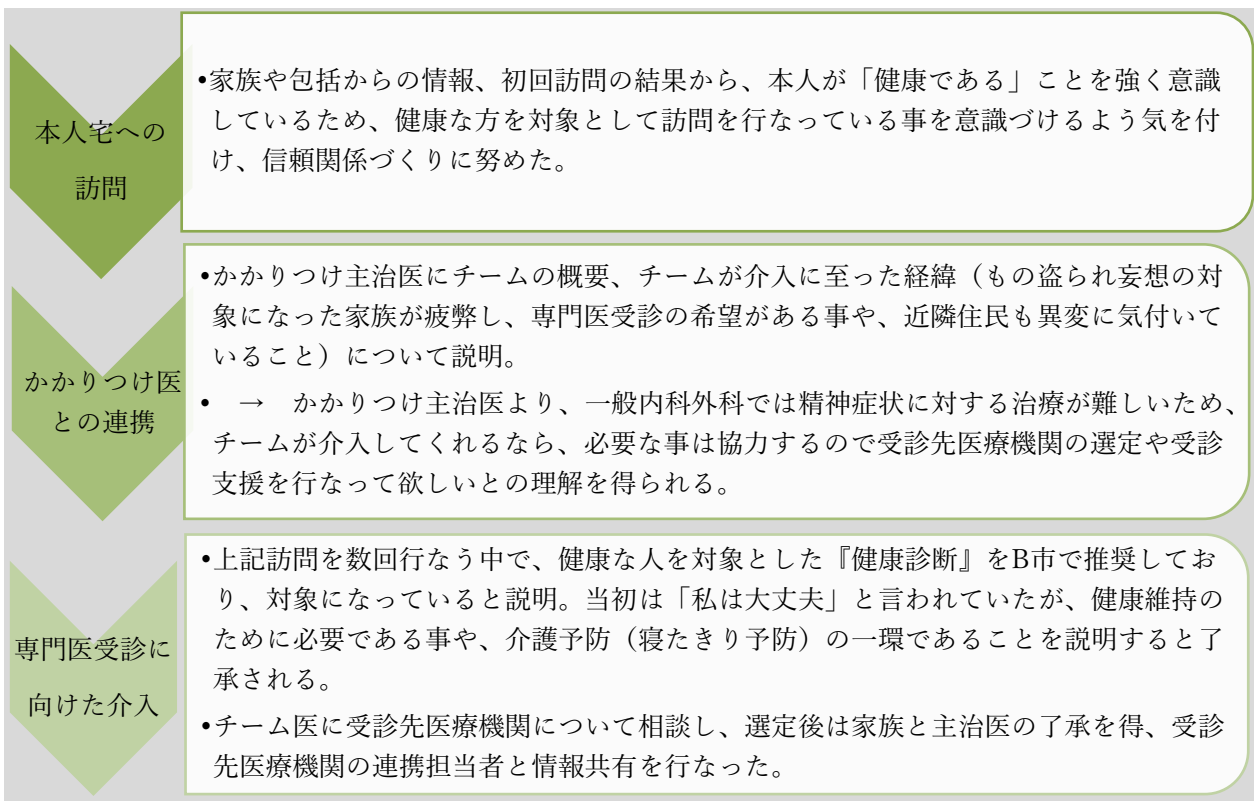 本人宅への
訪問
•家族や包括からの情報、初回訪問の結果から、本人が「健康である」ことを強く意識
しているため、健康な方を対象として訪問を行なっている事を意識づけるよう気を付
け、信頼関係づくりに努めた。
かかりつけ医
との連携
•かかりつけ主治医にチームの概要、チームが介入に至った経緯（もの盗られ妄想の対
象になった家族が疲弊し、専門医受診の希望がある事や、近隣住民も異変に気付いて
いること）について説明。
• → かかりつけ主治医より、一般内科外科では精神症状に対する治療が難しいため、
チームが介入してくれるなら、必要な事は協力するので受診先医療機関の選定や受診
支援を行なって欲しいとの理解を得られる。
専門医受診に
向けた介入
•上記訪問を数回行なう中で、健康な人を対象とした『健康診断』をB市で推奨してお
り、対象になっていると説明。当初は「私は大丈夫」と言われていたが、健康維持の
ために必要である事や、介護予防（寝たきり予防）の一環であることを説明すると了
承される。
•チーム医に受診先医療機関について相談し、選定後は家族と主治医の了承を得、受診
先医療機関の連携担当者と情報共有を行なった。